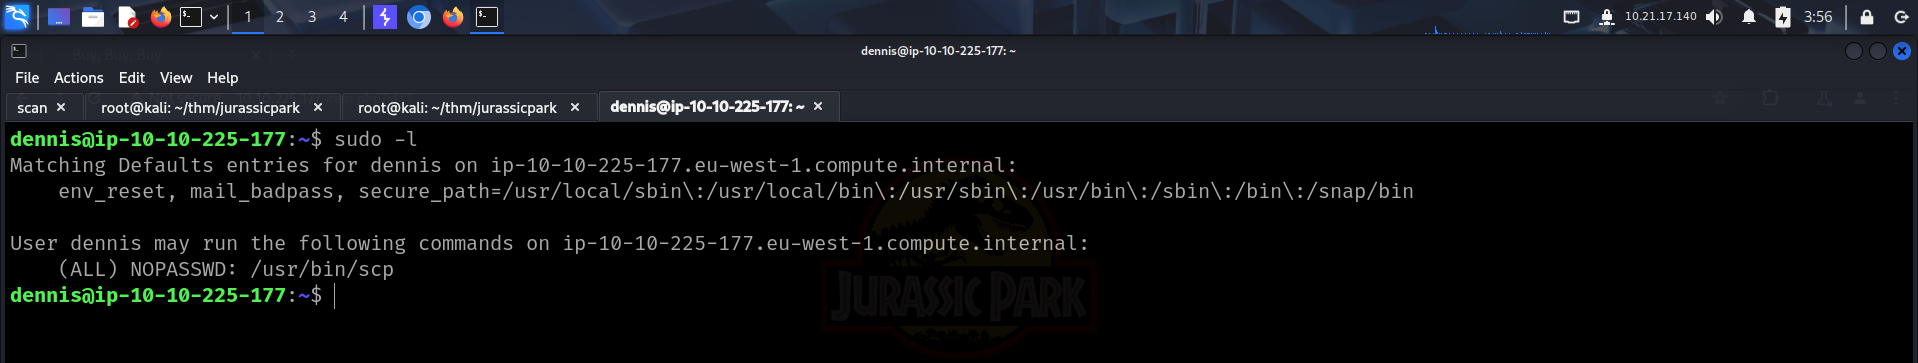 1 2 3 4 10.21.17.140 3:56
dennis@ip-10-10-225-177: ~
File Actions Edit View Help
scan × root@kali: ~/thm/jurassicpark × root@kali: ~/thm/jurassicpark × dennis@ip-10-10-225-177: ~ ×
dennis@ip-10-10-225-177:~$ sudo -l
Matching Defaults entries for dennis on ip-10-10-225-177.eu-west-1.compute.internal:
env_reset, mail_badpass, secure_path=/usr/local/sbin\:/usr/local/bin\:/usr/sbin\:/usr/bin\:/sbin\:/bin\:/snap/bin
User dennis may run the following commands on ip-10-10-225-177.eu-west-1.compute.internal:
(ALL) NOPASSWD: /usr/bin/scp
dennis@ip-10-10-225-177:~$
JURASSIC PARK